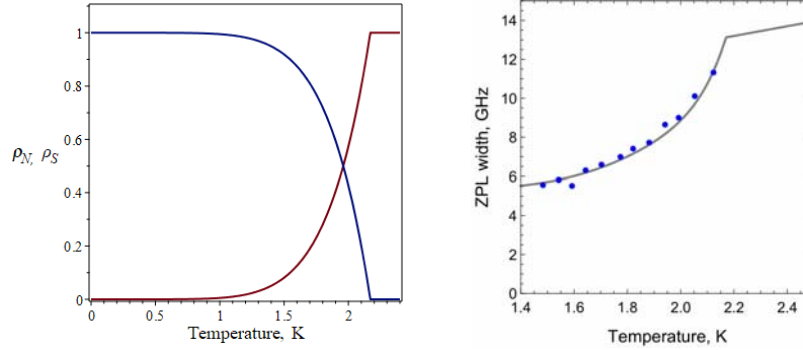 1
0.8
0.6
ρN, ρS
0.4
0.2
0
0 0.5 1 1.5 2
Temperature, K
14
12
10
8
6
4
2
0
ZPL width, GHz
1.4 1.6 1.8 2.0 2.2 2.4
Temperature, K